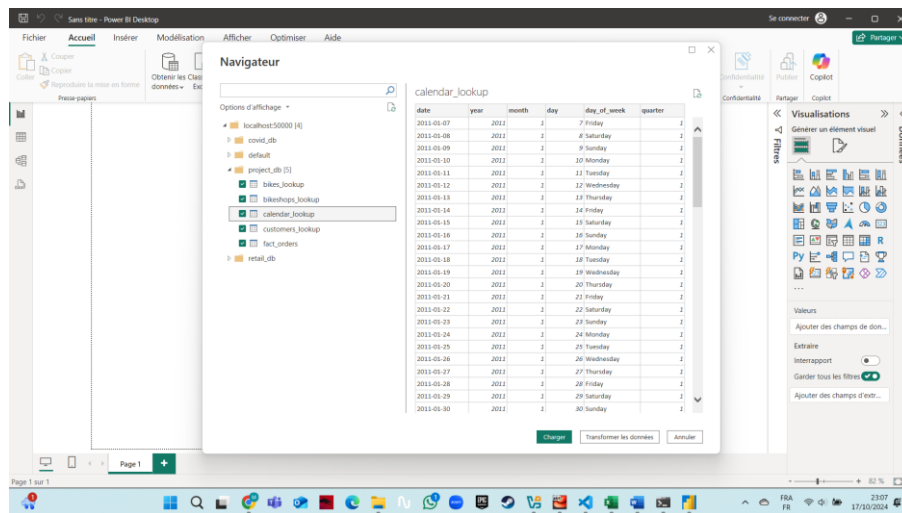 Sans titre - Power BI Desktop
Se connecter
Fichier Accueil Insérer Modélisation Afficher Optimiser Aide
Partager
Coller
Couper
Copier
Reproduire la mise en forme
Presse-papiers
Obtenir les
données
Navigateur
Confidentialité
Publier
Copilot
Confidentialité
Partager
Copilot
Options d'affichage
localhost:50000 [4]
covid_db
default
project_db [5]
bikes_lookup
bikeshops_lookup
calendar_lookup
customers_lookup
fact_orders
retail_db
calendar_lookup
date year month day day_of_week quarter
2011-01-07 2011 1 7 Friday 1
2011-01-08 2011 1 8 Saturday 1
2011-01-09 2011 1 9 Sunday 1
2011-01-10 2011 1 10 Monday 1
2011-01-11 2011 1 11 Tuesday 1
2011-01-12 2011 1 12 Wednesday 1
2011-01-13 2011 1 13 Thursday 1
2011-01-14 2011 1 14 Friday 1
2011-01-15 2011 1 15 Saturday 1
2011-01-16 2011 1 16 Sunday 1
2011-01-17 2011 1 17 Monday 1
2011-01-18 2011 1 18 Tuesday 1
2011-01-19 2011 1 19 Wednesday 1
2011-01-20 2011 1 20 Thursday 1
2011-01-21 2011 1 21 Friday 1
2011-01-22 2011 1 22 Saturday 1
2011-01-23 2011 1 23 Sunday 1
2011-01-24 2011 1 24 Monday 1
2011-01-25 2011 1 25 Tuesday 1
2011-01-26 2011 1 26 Wednesday 1
2011-01-27 2011 1 27 Thursday 1
2011-01-28 2011 1 28 Friday 1
2011-01-29 2011 1 29 Saturday 1
2011-01-30 2011 1 30 Sunday 1
Charger
Transformer les données
Annuler
Filtres
Visualisations
Générer un élément visuel
R
Py
Valeurs
Ajouter des champs de don...
Extraire
Interrapport
Garder tous les filtres
Ajouter des champs d'extr...
Page 1
Page 1 sur 1
82 %
FRA
FR
23:07
17/10/2024